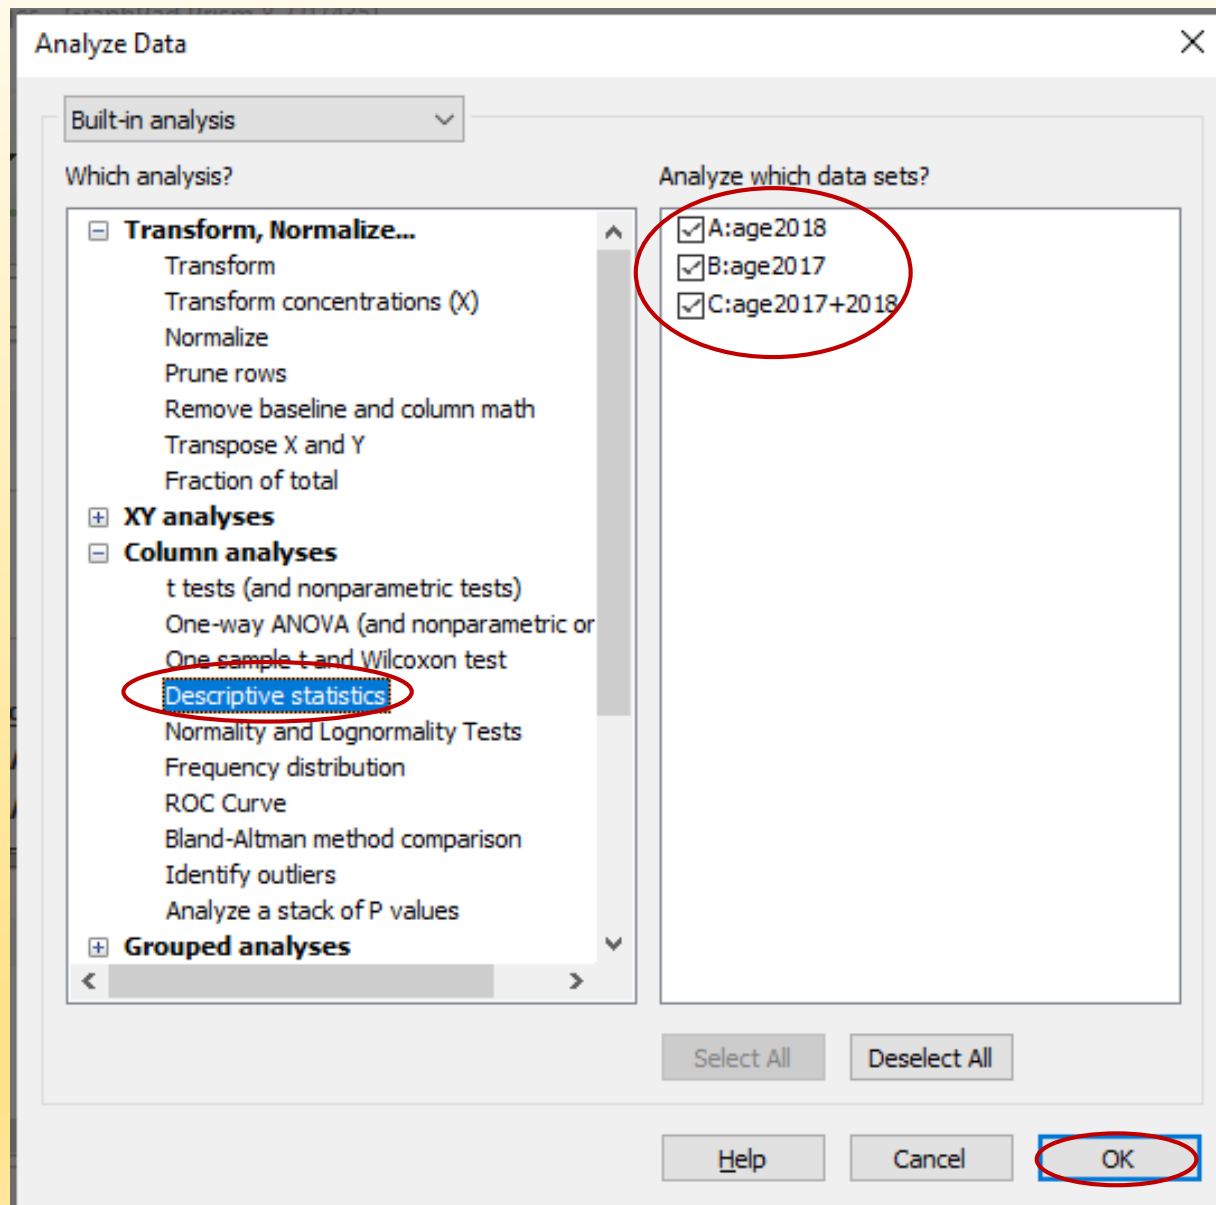 Analyze Data
Built-in analysis
Which analysis?
Analyze which data sets?
Transform, Normalize...
Transform
Transform concentrations (X)
Normalize
Prune rows
Remove baseline and column math
Transpose X and Y
Fraction of total
XY analyses
Column analyses
t tests (and nonparametric tests)
One-way ANOVA (and nonparametric or
One sample t and Wilcoxon test
Descriptive statistics
Normality and Lognormality Tests
Frequency distribution
ROC Curve
Bland-Altman method comparison
Identify outliers
Analyze a stack of P values
Grouped analyses
A:age2018
B:age2017
C:age2017+2018
Select All
Deselect All
Help
Cancel
OK